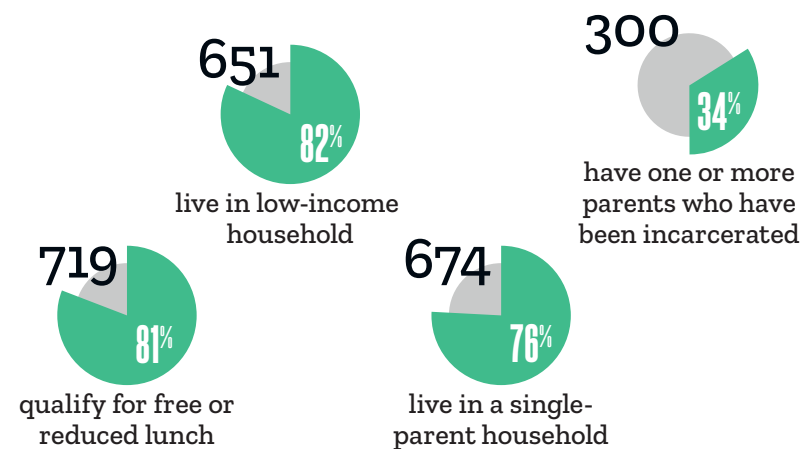 651
82%
live in low-income
household
300
34%
have one or more
parents who have
been incarcerated
719
81%
qualify for free or
reduced lunch
674
76%
live in a single-
parent household